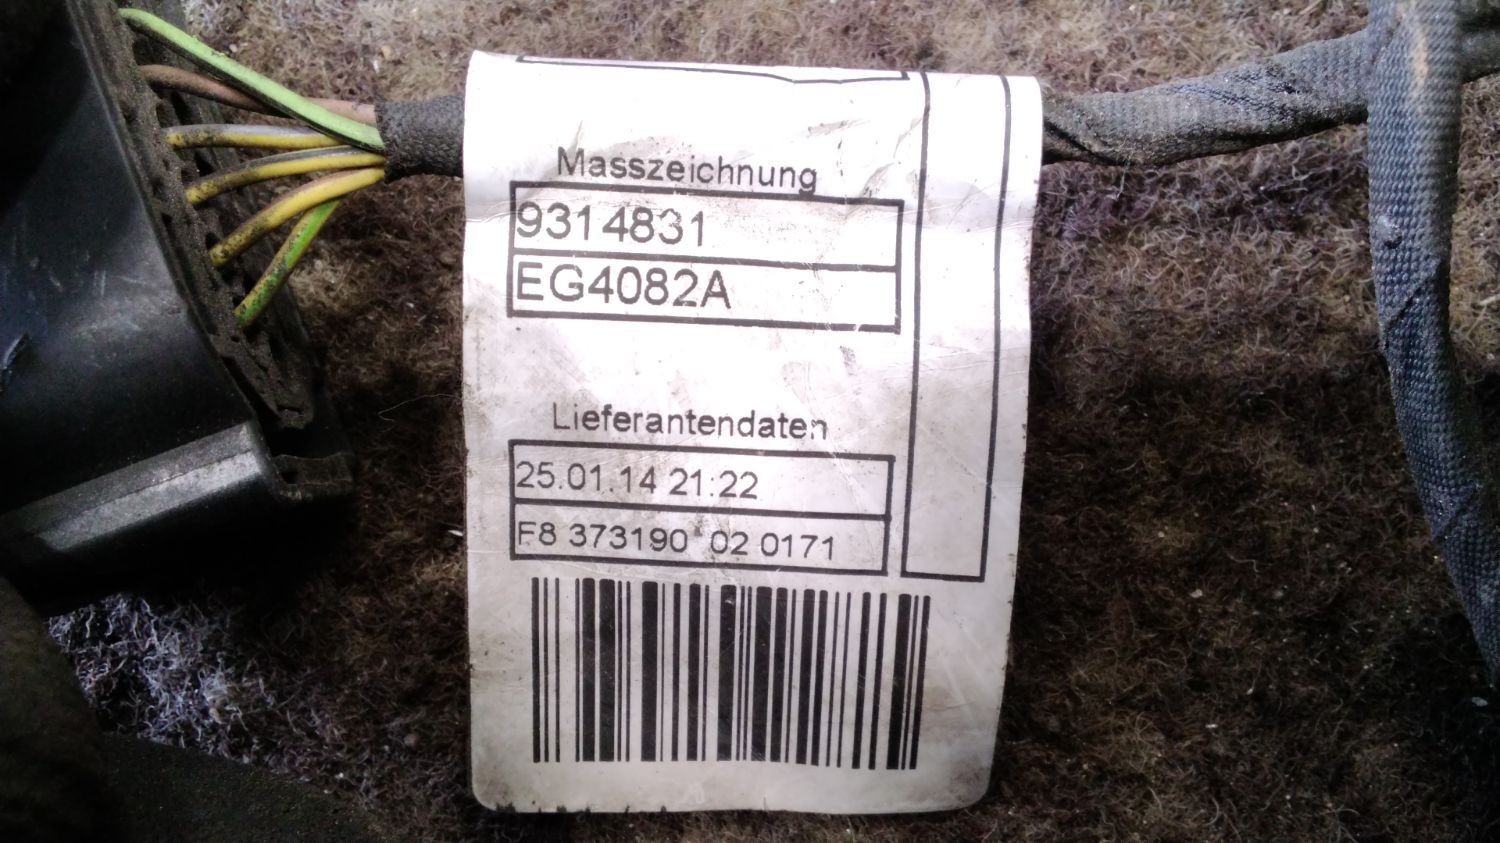 Masszeichnung
9314831
EG4082A
Lieferantendaten
25.01.14 21:22
F8 373190 02 0171